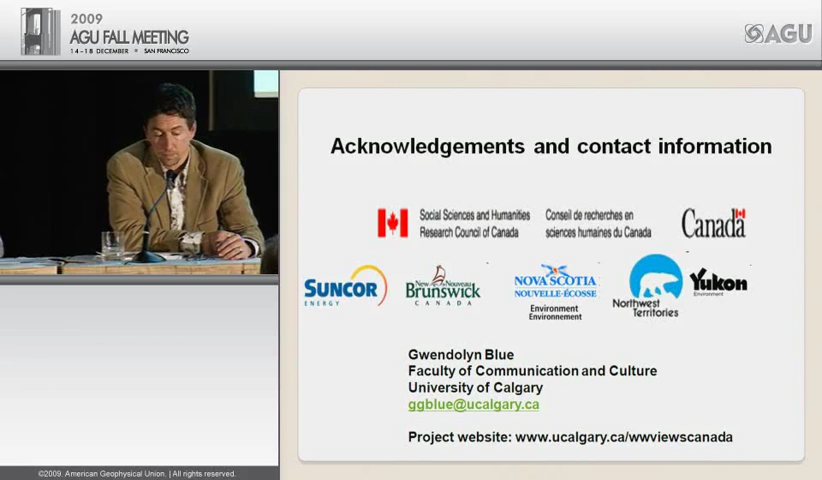 2009
AGU FALL MEETING
14-18 DECEMBER • SAN FRANCISCO
AGU
Acknowledgements and contact information
Social Sciences and Humanities
Research Council of Canada
Conseil de recherches en
sciences humaines du Canada
Canada
SUNCOR
ENERGY
New Nouveau
Brunswick
CANADA
NOVA SCOTIA
NOUVELLE-ÉCOSSE
Environment
Environnement
Northwest
Territories
Yukon
Environment
Gwendolyn Blue
Faculty of Communication and Culture
University of Calgary
ggblue@ucalgary.ca
Project website: www.ucalgary.ca/wwviewscanada
©2009. American Geophysical Union. | All rights reserved.